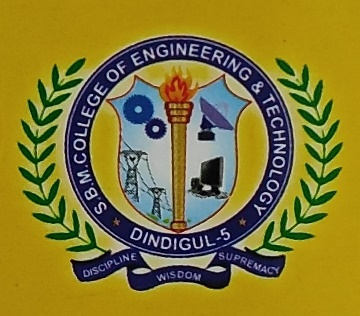 S.B.M. COLLEGE OF ENGINEERING & TECHNOLOGY
DINDIGUL-5
DISCIPLINE
WISDOM
SUPREMACY